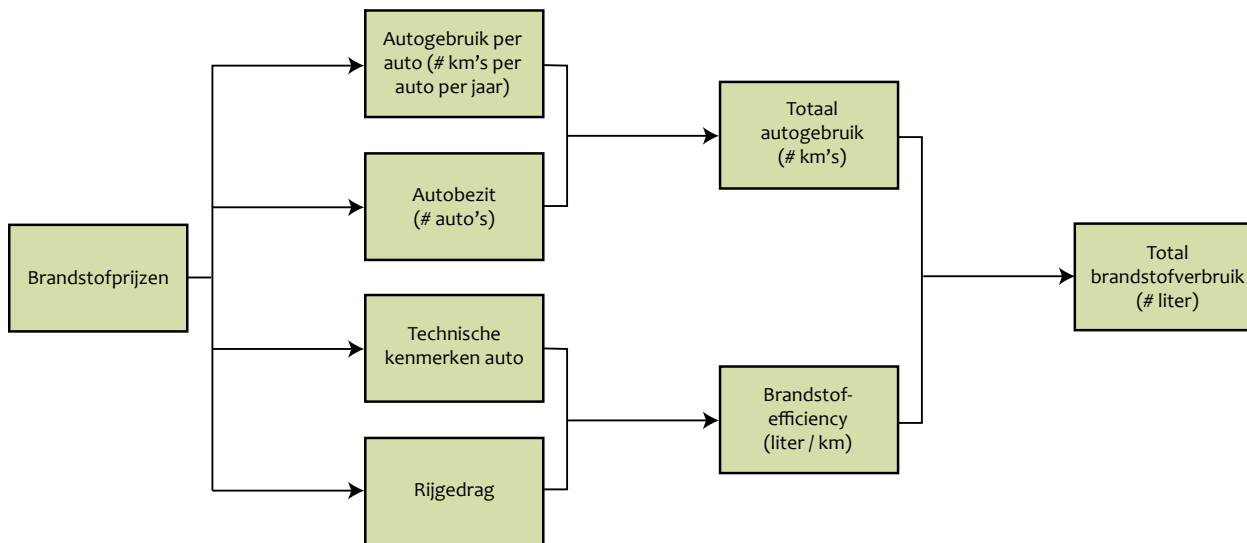 Brandstofprijzen
Autogebruik per
auto (# km's per
auto per jaar)
Autobezit
(# auto's)
Technische
kenmerken auto
Rijgedrag
Totaal
autogebruik
(# km's)
Brandstof-
efficiency
(liter / km)
Total
brandstofverbruik
(# liter)